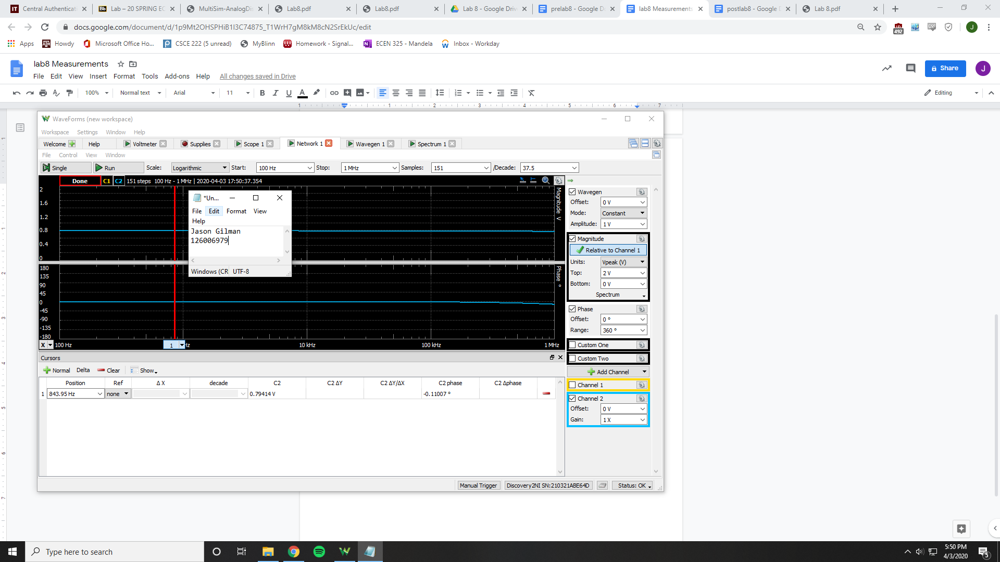 Central Authenticati
Lab – 20 SPRING EC
MultiSim-AnalogDis
Lab8.pdf
Lab8.pdf
Lab 8 - Google Driv
prelab8 - Google D
lab8 Measurements
postlab8 - Google D
Lab 8.pdf
docs.google.com/document/d/1p9Mt2OHSPHiB1I3C74875_T1WrH7gM8kM8cN2SrEkUc/edit
492
J
Apps
Howdy
Microsoft Office Ho...
CSCE 222 (5 unread)
MyBlinn
Homework - Signal...
ECEN 325 - Mandela
Inbox - Workday
lab8 Measurements
File Edit View Insert Format Tools Add-ons Help All changes saved in Drive
Share
J
100% Normal text Arial 11 B I U A Editing
1 1 2 3 4 5 6 7
WaveForms (new workspace)
Workspace Settings Window Help
Welcome Help Voltmeter Supplies Scope 1 Network 1 Wavegen 1 Spectrum 1
File Control View Window
Single Run Scale: Logarithmic Start: 100 Hz Stop: 1 MHz Samples: 151 /Decade: 37.5
Done C1 C2 151 steps 100 Hz - 1 MHz | 2020-04-03 17:50:37.354
2
1.6
1.2
0.8
0.4
0
Magnitude V
180
135
90
45
0
-45
-90
-135
-180
Phase °
X 100 Hz 1 Hz 10 kHz 100 kHz 1 MHz
*Un...
File Edit Format View
Help
Jason Gilman
126006979
Windows (CR UTF-8
Wavegen
Offset: 0 V
Mode: Constant
Amplitude: 1 V
Magnitude
Relative to Channel 1
Units: Vpeak (V)
Top: 2 V
Bottom: 0 V
Spectrum
Phase
Offset: 0 °
Range: 360 °
Custom One
Custom Two
Add Channel
Channel 1
Channel 2
Offset: 0 V
Gain: 1 X
Cursors
Normal Delta Clear Show
Position Ref Δ X decade C2 C2 ΔY C2 ΔY/ΔX C2 phase C2 Δphase
1 843.95 Hz none 0.79414 V -0.11007 °
Manual Trigger Discovery2NI SN:210321ABE64D Status: OK
Type here to search
5:50 PM
4/3/2020
5